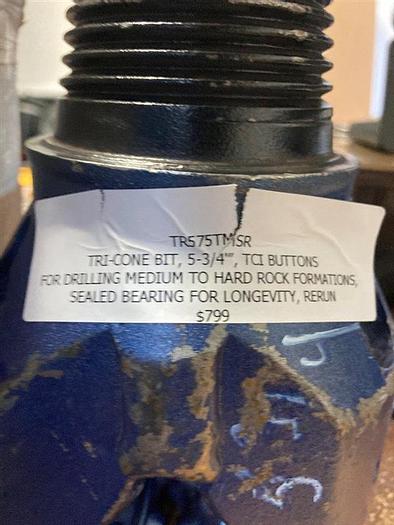 TR575TMSR
TRI-CONE BIT, 5-3/4"", TCI BUTTONS
FOR DRILLING MEDIUM TO HARD ROCK FORMATIONS,
SEALED BEARING FOR LONGEVITY, RERUN
$799